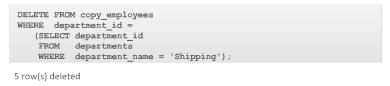 DELETE FROM copy_employees
WHERE department_id =
(SELECT department_id
FROM departments
WHERE department_name = 'Shipping');
5 row(s) deleted